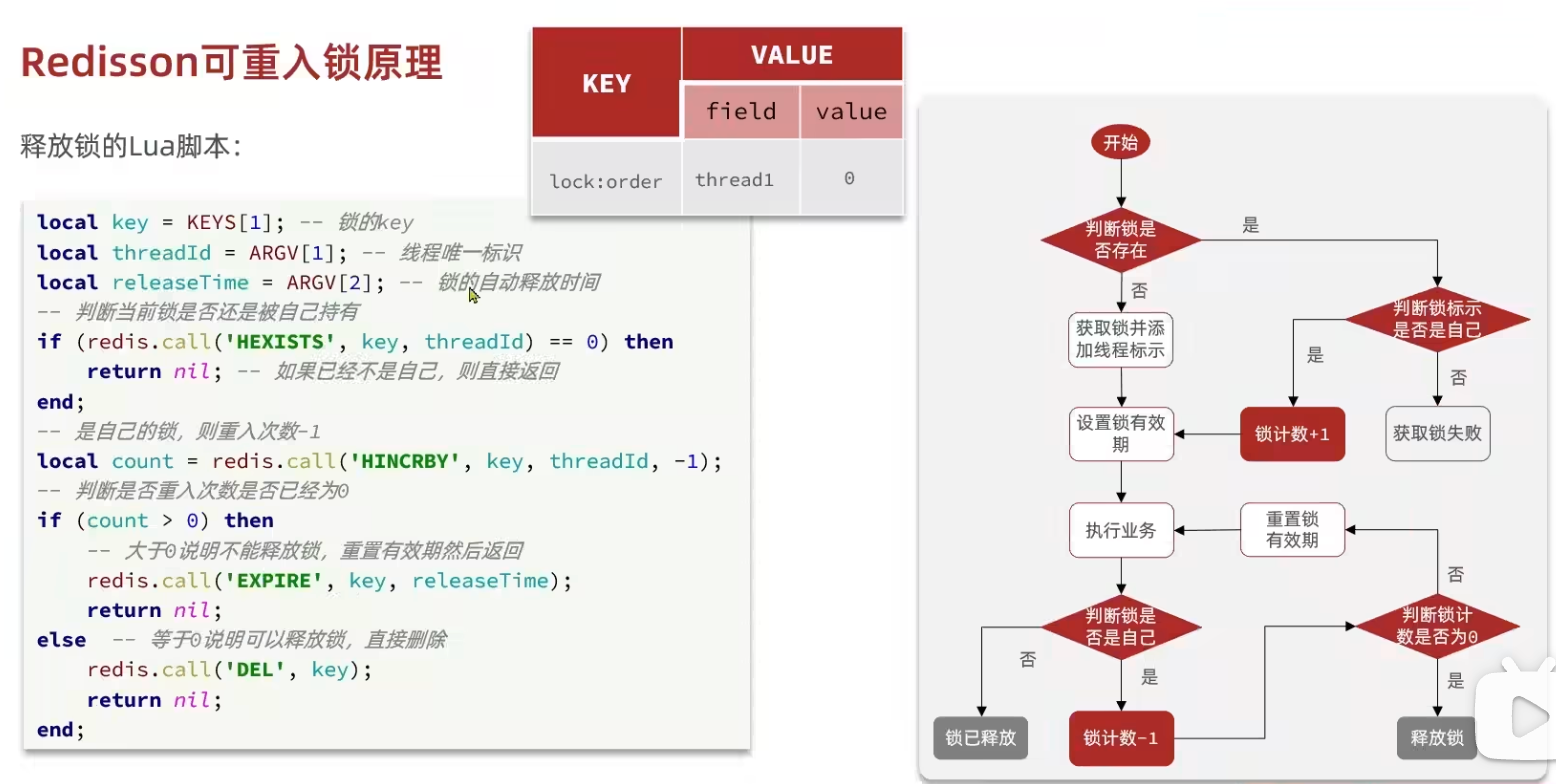 Redisson可重入锁原理
释放锁的Lua脚本：
KEY
VALUE
field
value
lock:order
thread1
0
local key = KEYS[1]; -- 锁的key
local threadId = ARGV[1]; -- 线程唯一标识
local releaseTime = ARGV[2]; -- 锁的自动释放时间
-- 判断当前锁是否还是被自己持有
if (redis.call('HEXISTS', key, threadId) == 0) then
    return nil; -- 如果已经不是自己，则直接返回
end;
-- 是自己的锁，则重入次数-1
local count = redis.call('HINCRBY', key, threadId, -1);
-- 判断是否重入次数是否已经为0
if (count > 0) then
    -- 大于0说明不能释放锁，重置有效期然后返回
    redis.call('EXPIRE', key, releaseTime);
    return nil;
else  -- 等于0说明可以释放锁，直接删除
    redis.call('DEL', key);
    return nil;
end;
开始
判断锁是
否存在
是
否
获取锁并添
加线程标示
判断锁标示
是否是自己
是
否
设置锁有效
期
锁计数+1
获取锁失败
执行业务
重置锁
有效期
否
判断锁是
否是自己
判断锁计
数是否为0
否
是
是
锁已释放
锁计数-1
释放锁